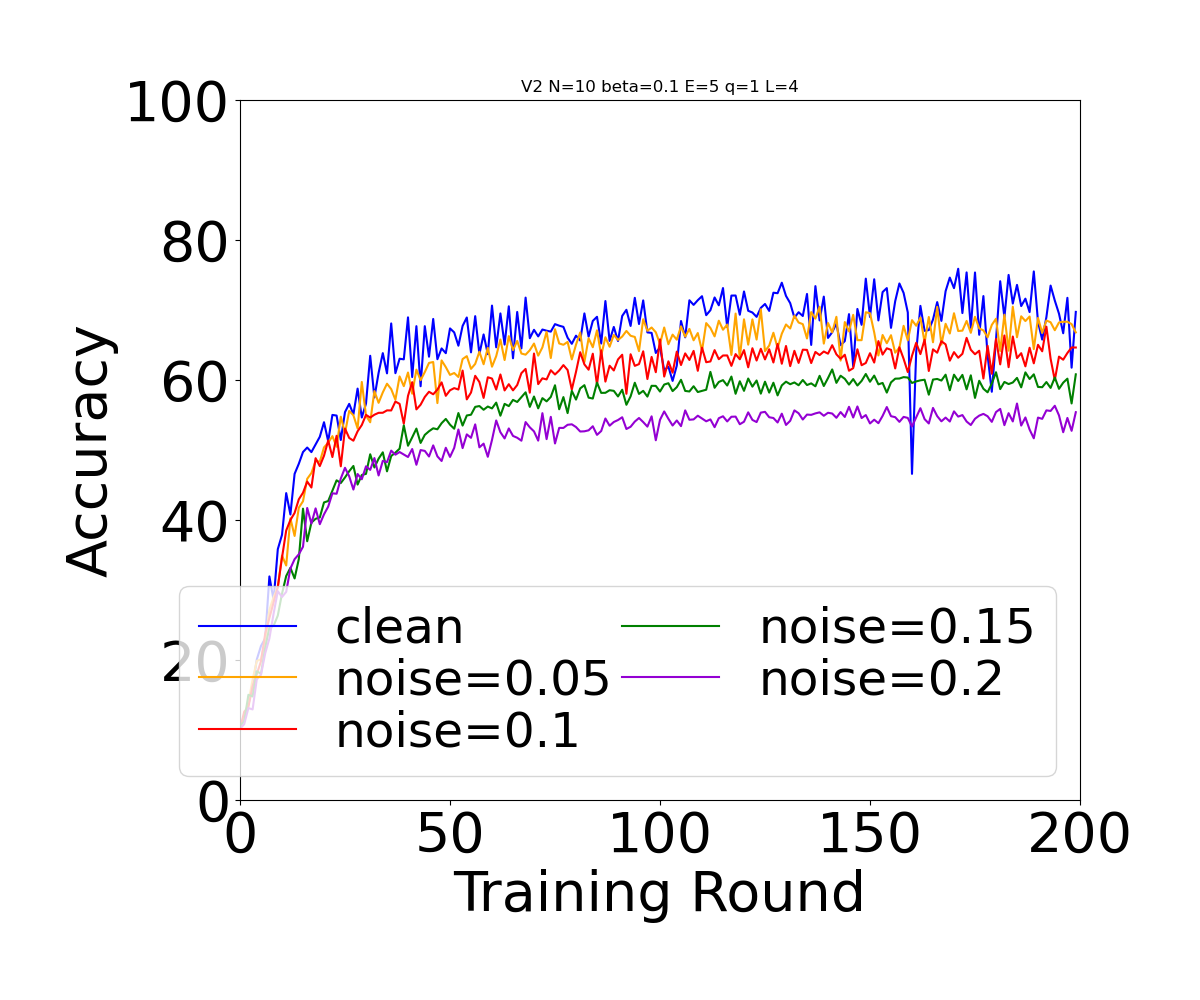 V2 N=10 beta=0.1 E=5 q=1 L=4
100
80
60
40
20
0
Accuracy
clean
noise=0.05
noise=0.1
noise=0.15
noise=0.2
0 50 100 150 200
Training Round